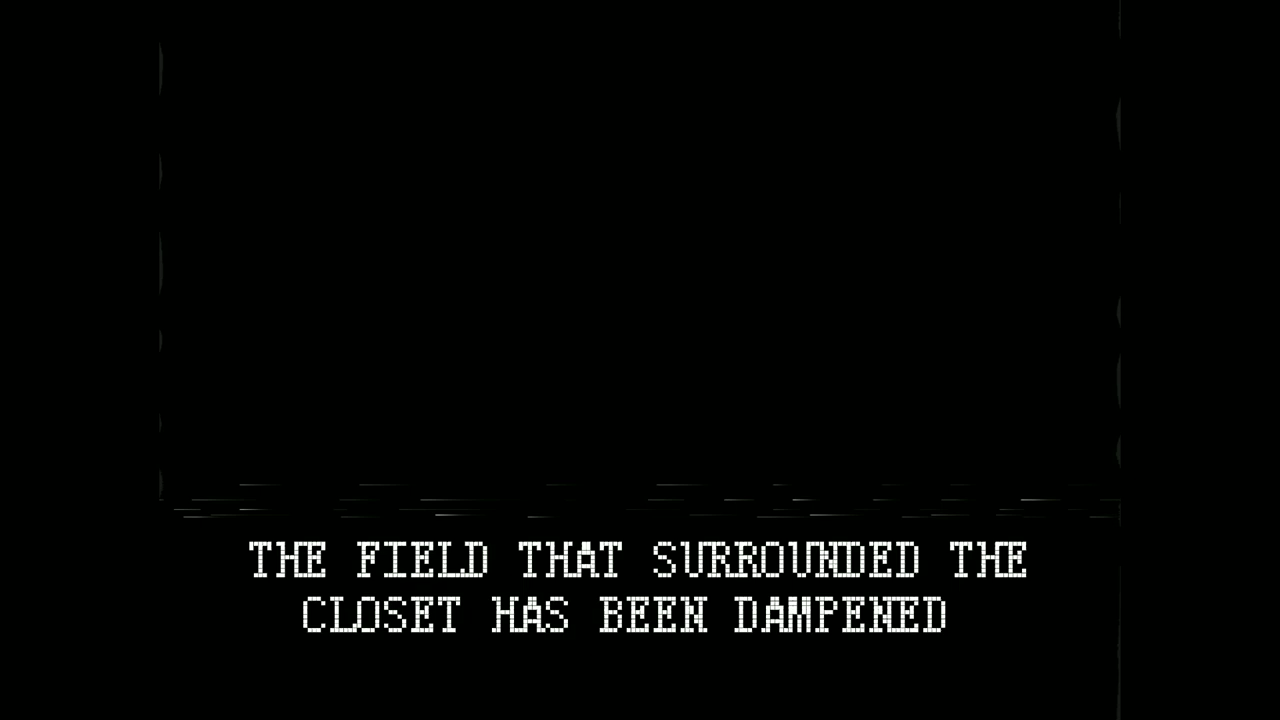 THE FIELD THAT SURROUNDED THE
CLOSET HAS BEEN DAMPENED